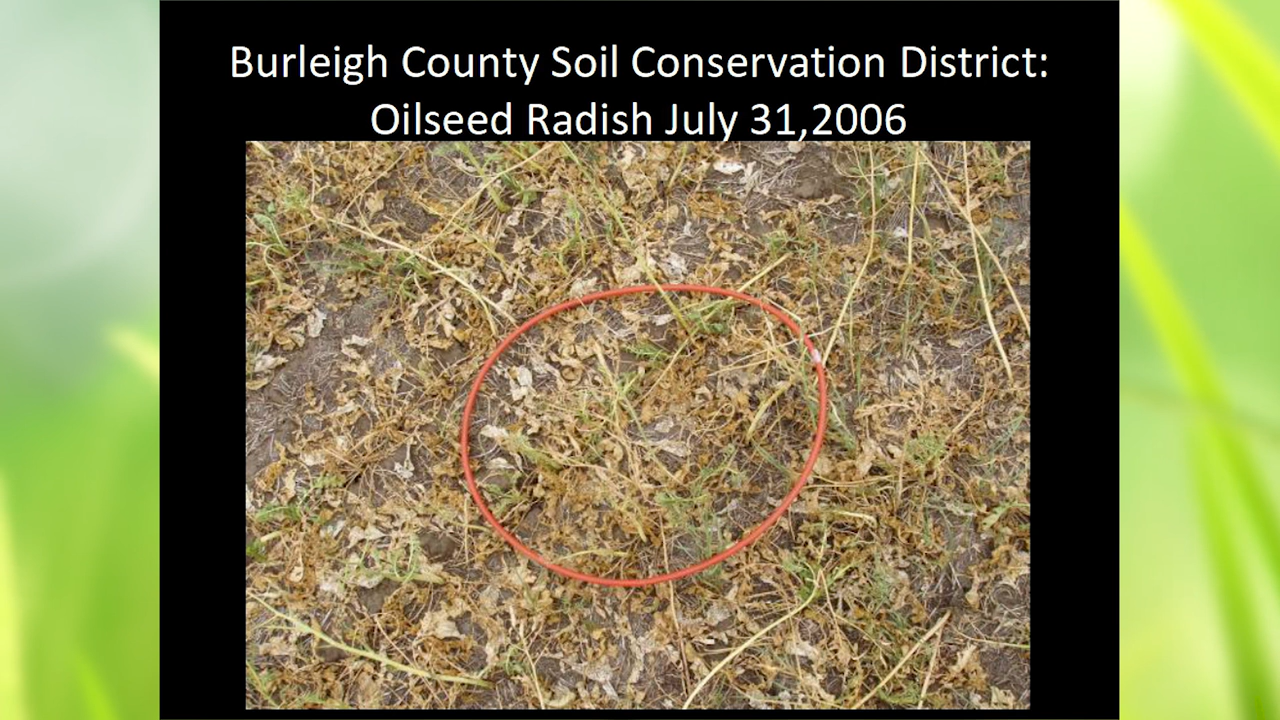 Burleigh County Soil Conservation District:
Oilseed Radish July 31,2006